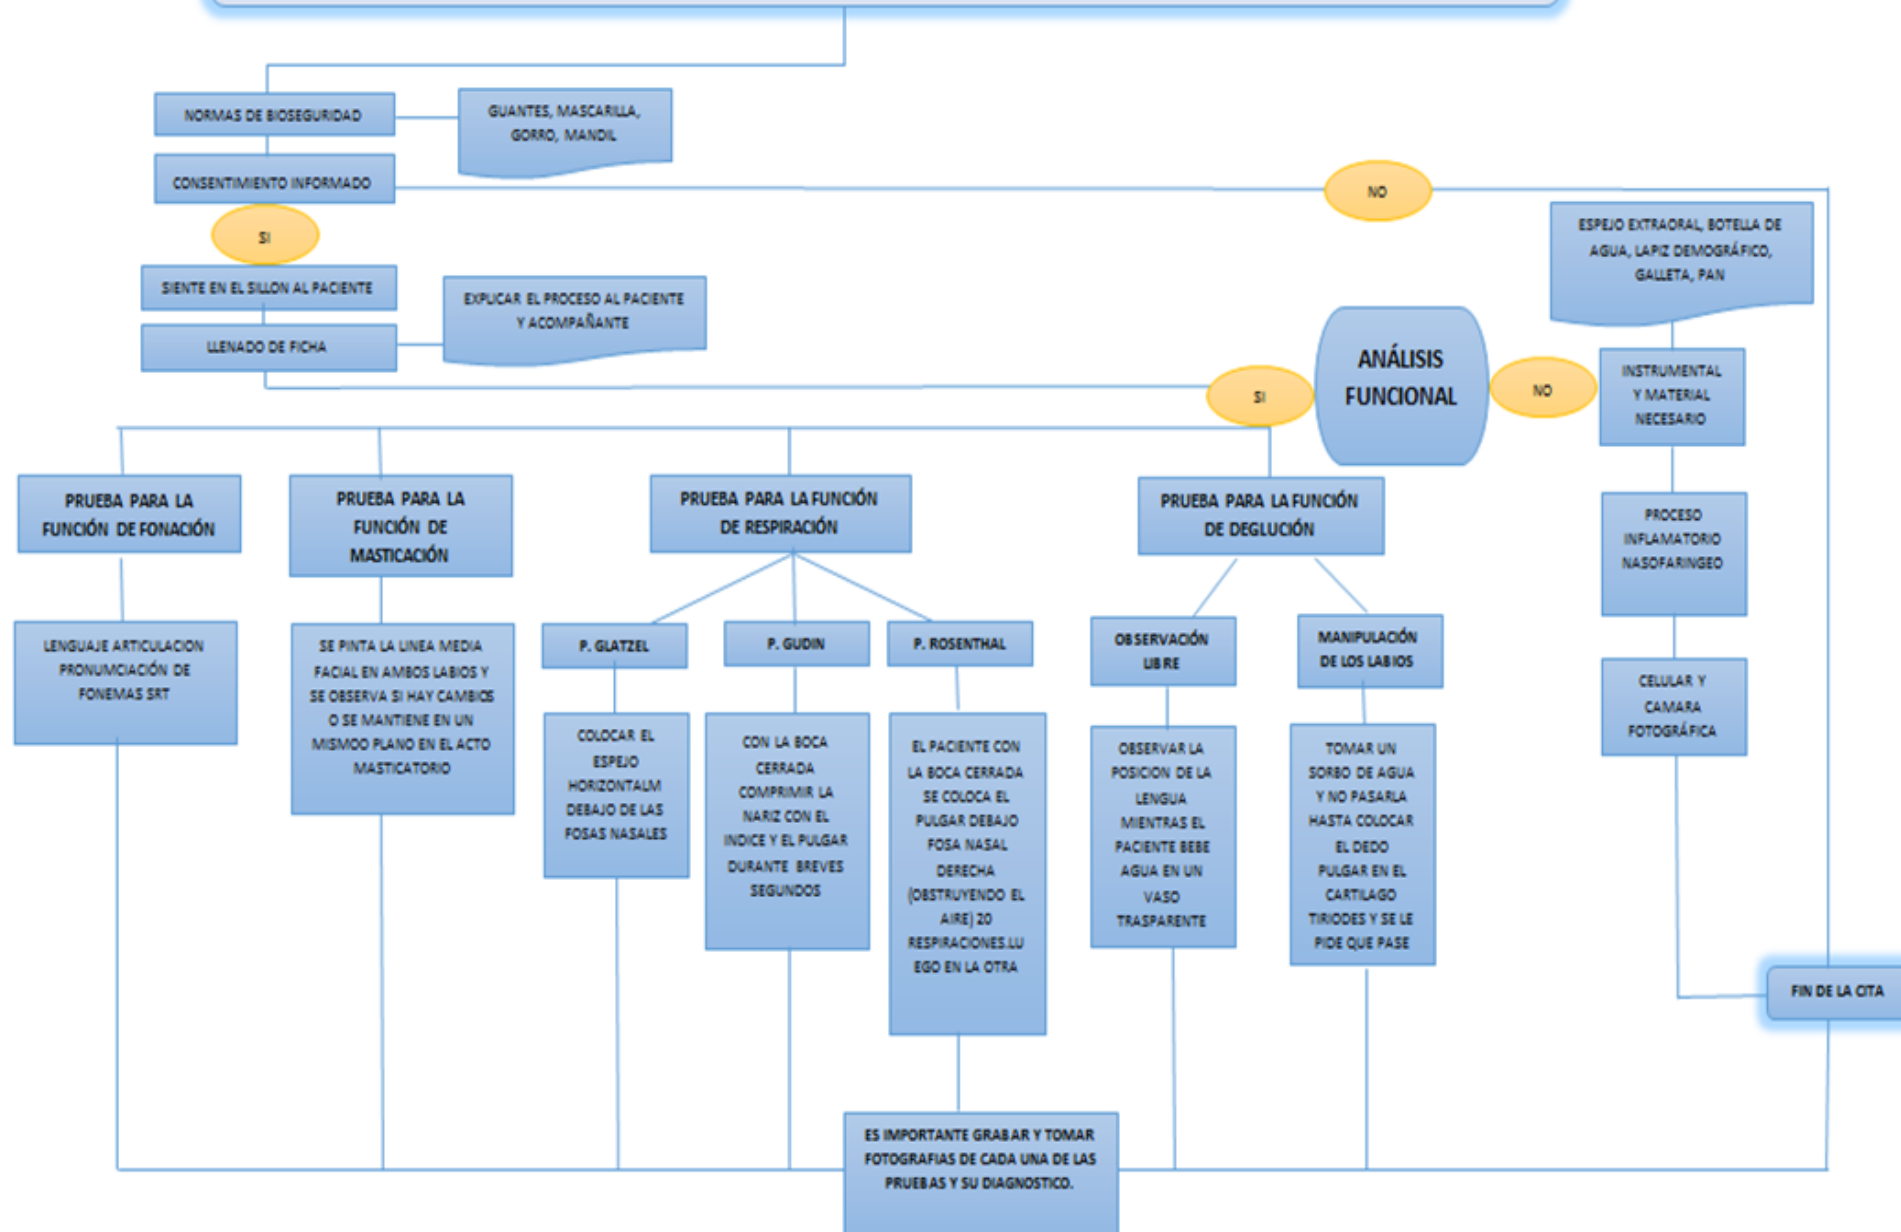 NORMAS DE BIOSEGURIDAD
GUANTES, MASCARILLA,
GORRO, MANDIL
CONSENTIMIENTO INFORMADO
NO
SI
ESPEJO EXTRAORAL, BOTELLA DE
AGUA, LAPIZ DEMOGRÁFICO,
GALLETA, PAN
SIENTE EN EL SILLON AL PACIENTE
EXPLICAR EL PROCESO AL PACIENTE
Y ACOMPAÑANTE
LLENADO DE FICHA
SI
ANÁLISIS
FUNCIONAL
NO
INSTRUMENTAL
Y MATERIAL
NECESARIO
PRUEBA PARA LA
FUNCIÓN DE FONACIÓN
PRUEBA PARA LA
FUNCIÓN DE
MASTICACIÓN
PRUEBA PARA LA FUNCIÓN
DE RESPIRACIÓN
PRUEBA PARA LA FUNCIÓN
DE DEGLUCIÓN
PROCESO
INFLAMATORIO
NASOFARINGEO
LENGUAJE ARTICULACION
PRONUMCIACIÓN DE
FONEMAS SRT
SE PINTA LA LINEA MEDIA
FACIAL EN AMBOS LABIOS Y
SE OBSERVA SI HAY CAMBIOS
O SE MANTIENE EN UN
MISMOO PLANO EN EL ACTO
MASTICATORIO
P. GLATZEL
P. GUDIN
P. ROSENTHAL
OBSERVACIÓN
LIBRE
MANIPULACIÓN
DE LOS LABIOS
CELULAR Y
CAMARA
FOTOGRÁFICA
COLOCAR EL
ESPEJO
HORIZONTALM
DEBAJO DE LAS
FOSAS NASALES
CON LA BOCA
CERRADA
COMPRIMIR LA
NARIZ CON EL
INDICE Y EL PULGAR
DURANTE BREVES
SEGUNDOS
EL PACIENTE CON
LA BOCA CERRADA
SE COLOCA EL
PULGAR DEBAJO
FOSA NASAL
DERECHA
(OBSTRUYENDO EL
AIRE) 20
RESPIRACIONES.LU
EGO EN LA OTRA
OBSERVAR LA
POSICION DE LA
LENGUA
MIENTRAS EL
PACIENTE BEBE
AGUA EN UN
VASO
TRASPARENTE
TOMAR UN
SORBO DE AGUA
Y NO PASARLA
HASTA COLOCAR
EL DEDO
PULGAR EN EL
CARTILAGO
TIRIODES Y SE LE
PIDE QUE PASE
FIN DE LA CITA
ES IMPORTANTE GRABAR Y TOMAR
FOTOGRAFIAS DE CADA UNA DE LAS
PRUEBAS Y SU DIAGNOSTICO.